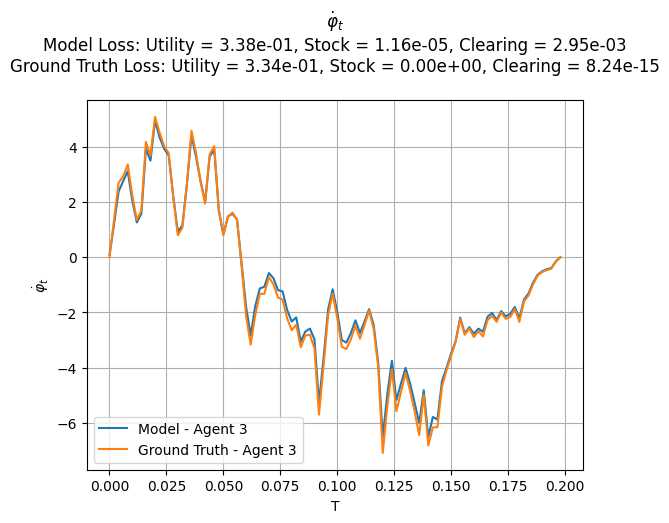 φ̇_t
Model Loss: Utility = 3.38e-01, Stock = 1.16e-05, Clearing = 2.95e-03
Ground Truth Loss: Utility = 3.34e-01, Stock = 0.00e+00, Clearing = 8.24e-15
4
2
0
−2
−4
−6
φ̇_t
Model - Agent 3
Ground Truth - Agent 3
0.000 0.025 0.050 0.075 0.100 0.125 0.150 0.175 0.200
T